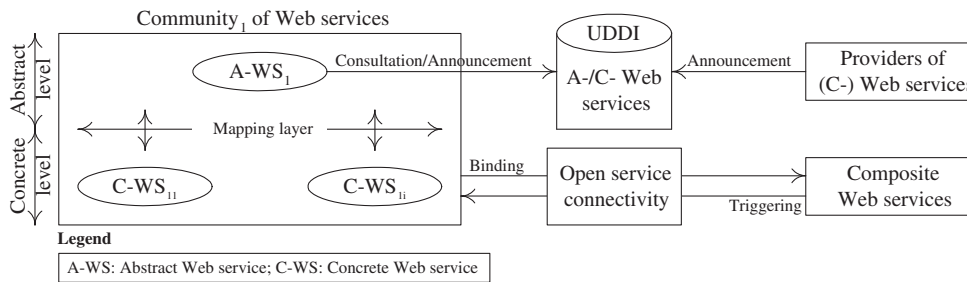 Community₁ of Web services
Abstract
level
A-WS₁
Consultation/Announcement
UDDI
A-/C- Web
services
Announcement
Providers of
(C-) Web services
Mapping layer
Concrete
level
C-WS₁₁
C-WS₁ᵢ
Binding
Open service
connectivity
Triggering
Composite
Web services
Legend
A-WS: Abstract Web service; C-WS: Concrete Web service